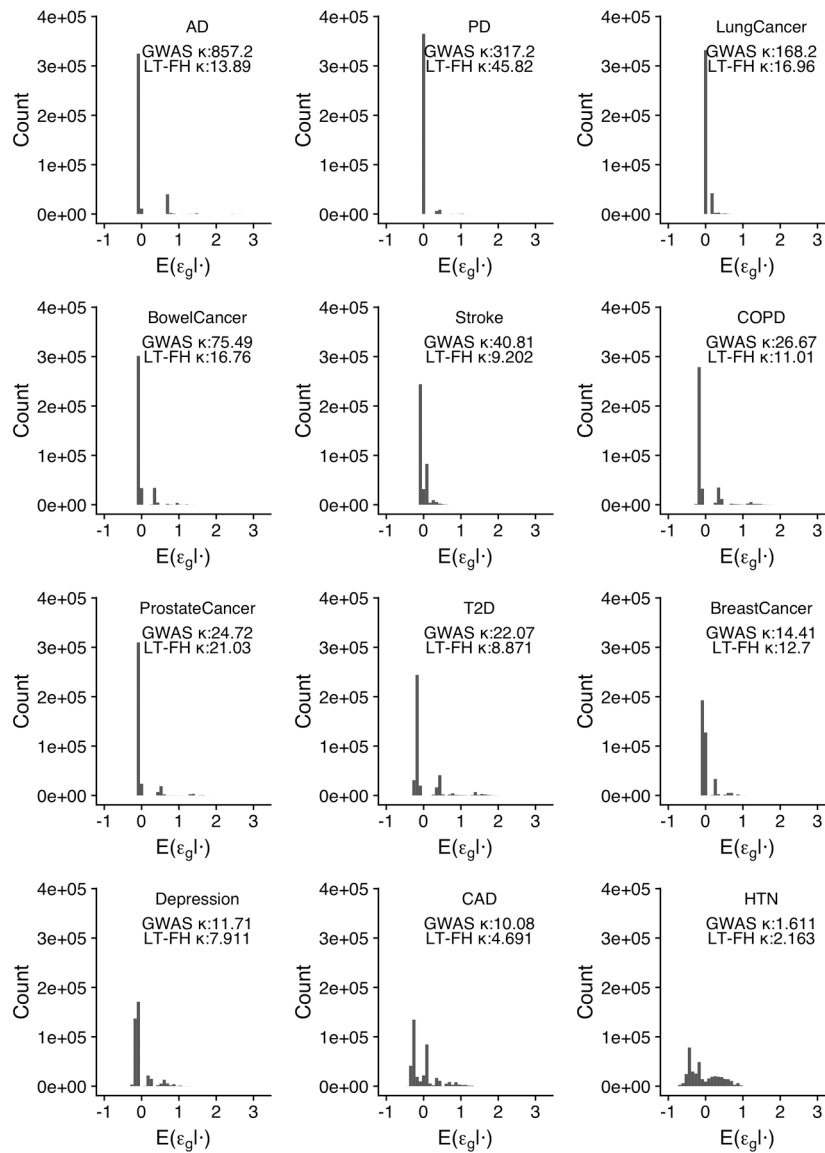 AD
GWAS κ:857.2
LT-FH κ:13.89
Count
4e+05
3e+05
2e+05
1e+05
0e+00
-1 0 1 2 3
E(εg|·)
PD
GWAS κ:317.2
LT-FH κ:45.82
Count
4e+05
3e+05
2e+05
1e+05
0e+00
-1 0 1 2 3
E(εg|·)
LungCancer
GWAS κ:168.2
LT-FH κ:16.96
Count
4e+05
3e+05
2e+05
1e+05
0e+00
-1 0 1 2 3
E(εg|·)
BowelCancer
GWAS κ:75.49
LT-FH κ:16.76
Count
4e+05
3e+05
2e+05
1e+05
0e+00
-1 0 1 2 3
E(εg|·)
Stroke
GWAS κ:40.81
LT-FH κ:9.202
Count
4e+05
3e+05
2e+05
1e+05
0e+00
-1 0 1 2 3
E(εg|·)
COPD
GWAS κ:26.67
LT-FH κ:11.01
Count
4e+05
3e+05
2e+05
1e+05
0e+00
-1 0 1 2 3
E(εg|·)
ProstateCancer
GWAS κ:24.72
LT-FH κ:21.03
Count
4e+05
3e+05
2e+05
1e+05
0e+00
-1 0 1 2 3
E(εg|·)
T2D
GWAS κ:22.07
LT-FH κ:8.871
Count
4e+05
3e+05
2e+05
1e+05
0e+00
-1 0 1 2 3
E(εg|·)
BreastCancer
GWAS κ:14.41
LT-FH κ:12.7
Count
4e+05
3e+05
2e+05
1e+05
0e+00
-1 0 1 2 3
E(εg|·)
Depression
GWAS κ:11.71
LT-FH κ:7.911
Count
4e+05
3e+05
2e+05
1e+05
0e+00
-1 0 1 2 3
E(εg|·)
CAD
GWAS κ:10.08
LT-FH κ:4.691
Count
4e+05
3e+05
2e+05
1e+05
0e+00
-1 0 1 2 3
E(εg|·)
HTN
GWAS κ:1.611
LT-FH κ:2.163
Count
4e+05
3e+05
2e+05
1e+05
0e+00
-1 0 1 2 3
E(εg|·)